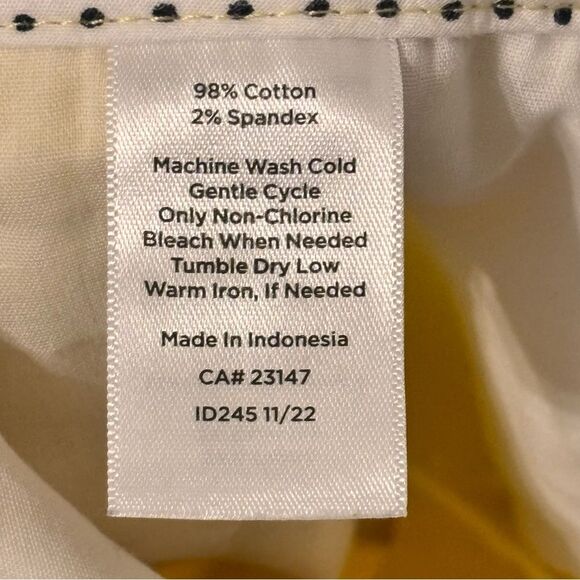 98% Cotton
2% Spandex
Machine Wash Cold
Gentle Cycle
Only Non-Chlorine
Bleach When Needed
Tumble Dry Low
Warm Iron, If Needed
Made In Indonesia
CA# 23147
ID245 11/22